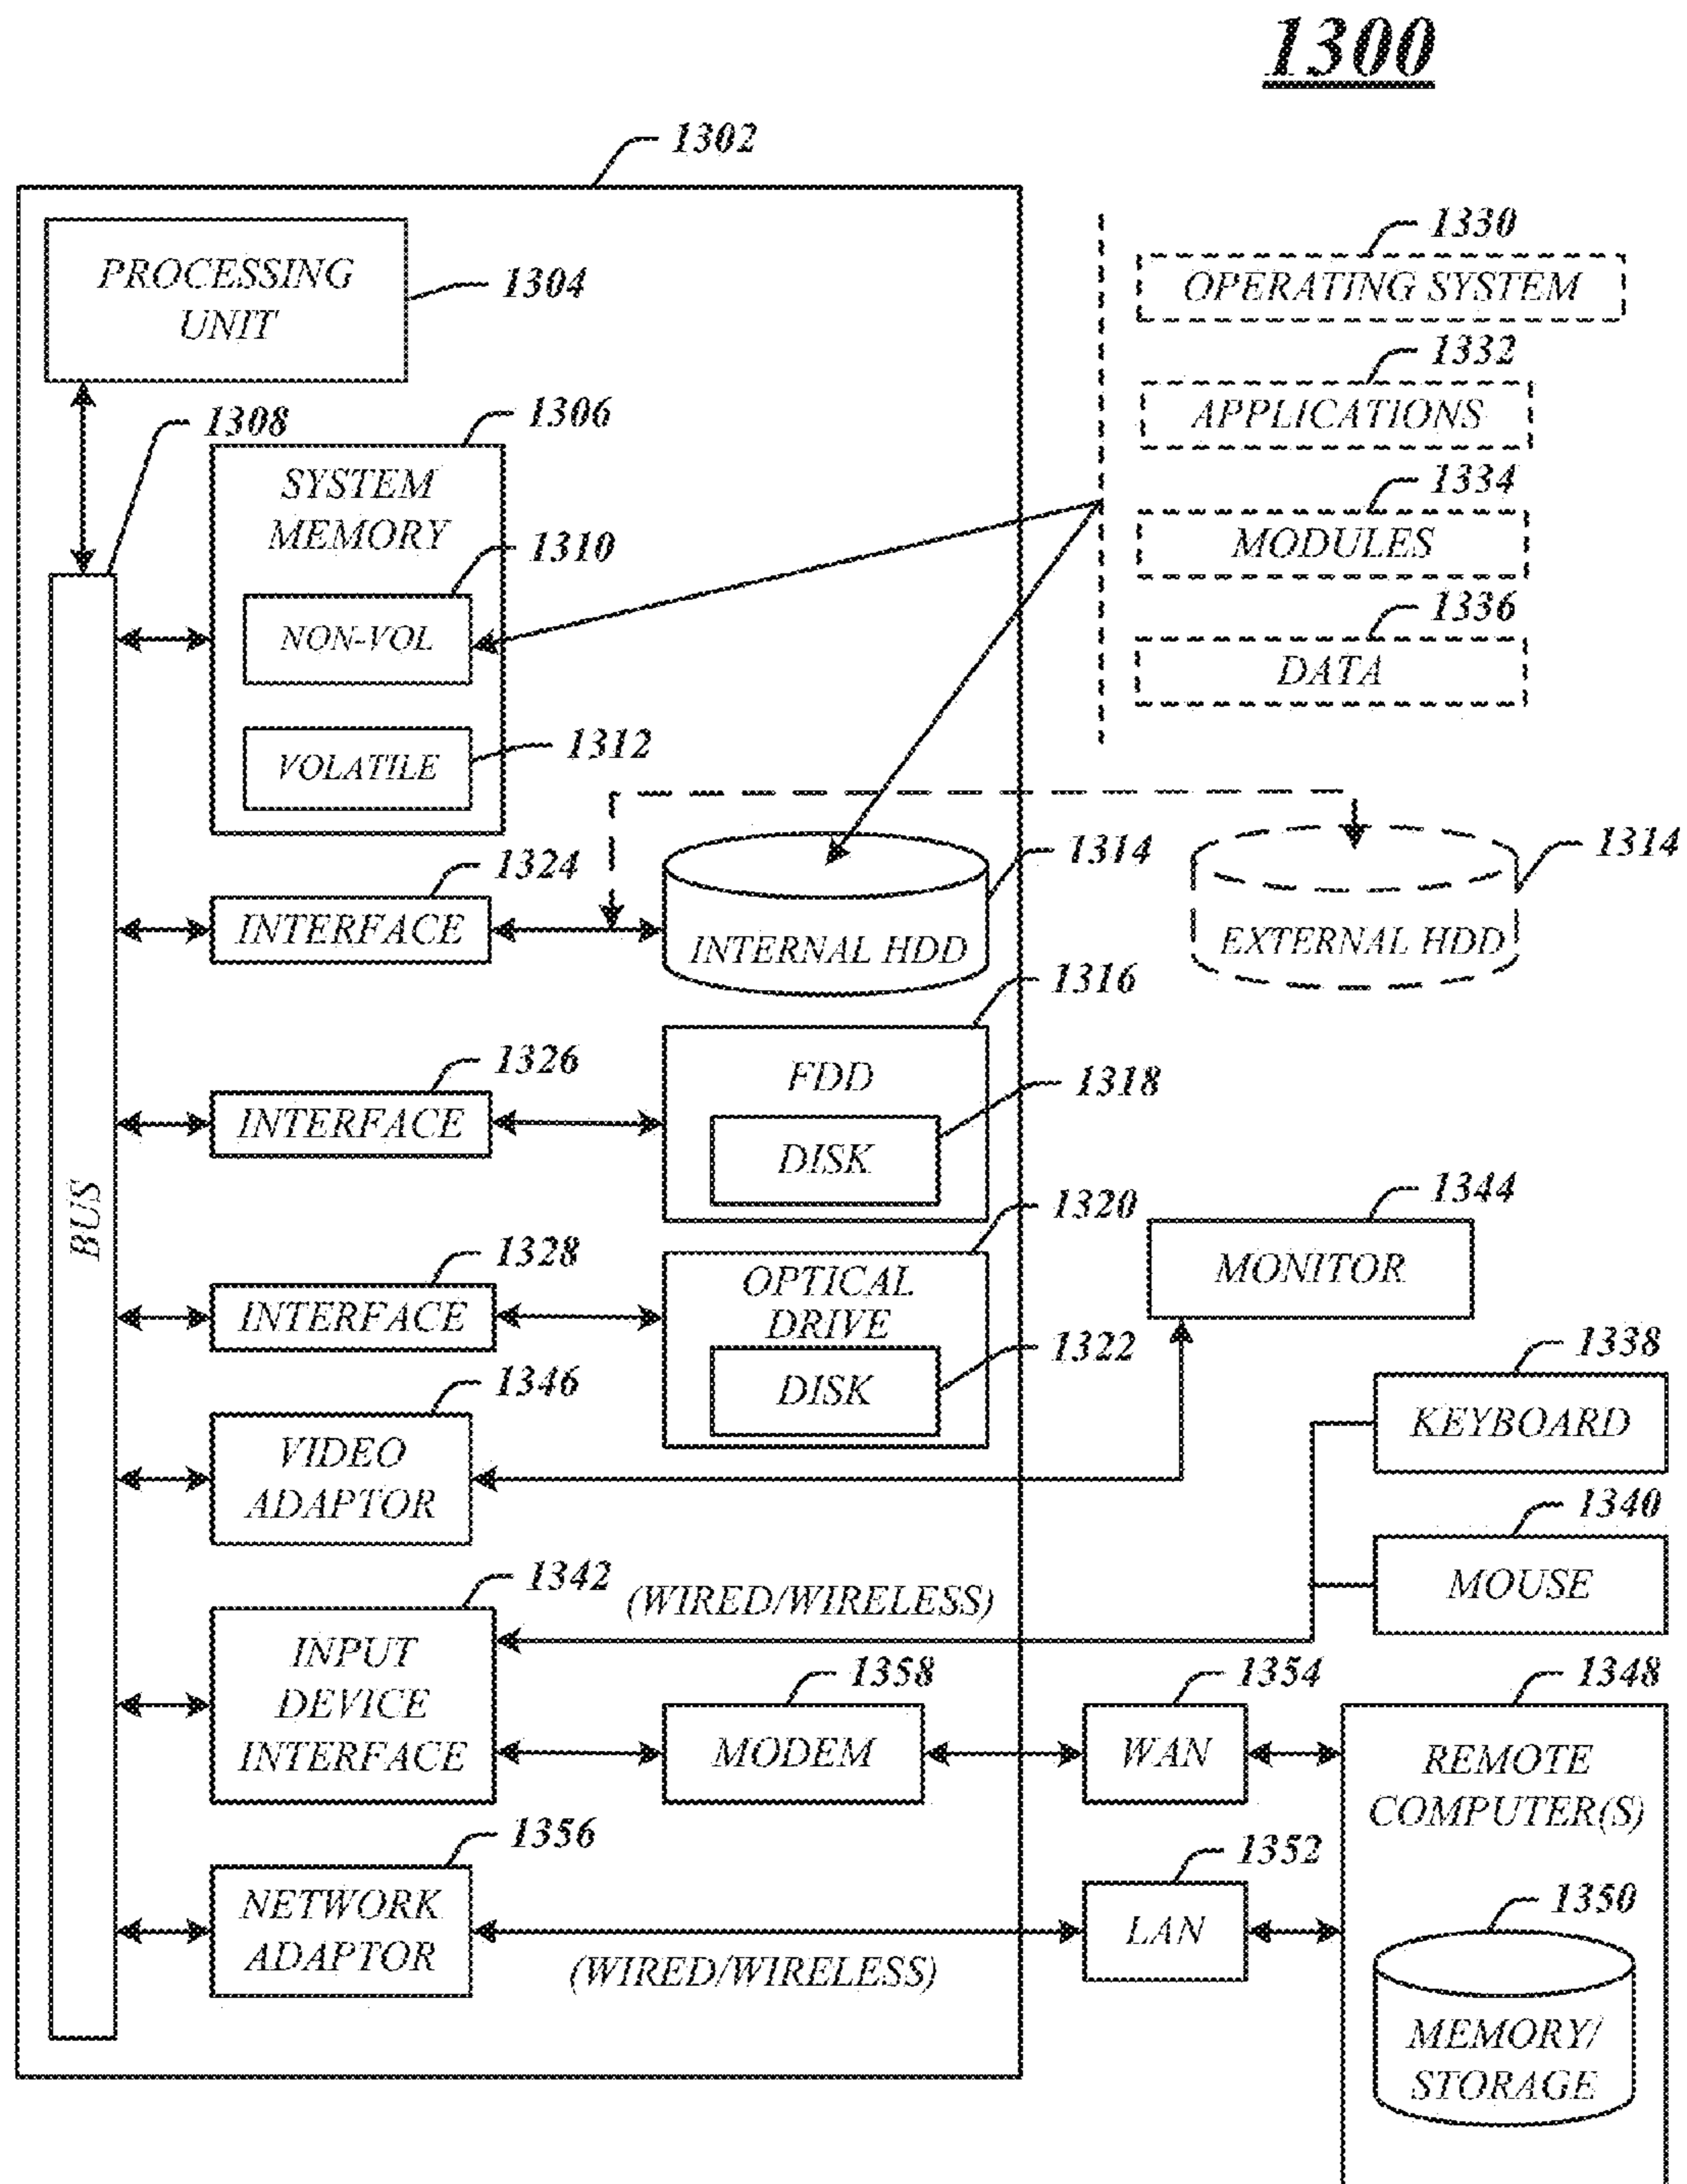 1300
1302
PROCESSING
UNIT
1304
1308
1306
SYSTEM
MEMORY
1310
NON-VOL
1312
VOLATILE
1330
OPERATING SYSTEM
1332
APPLICATIONS
1334
MODULES
1336
DATA
1324
INTERFACE
1314
INTERNAL HDD
1314
EXTERNAL HDD
1326
INTERFACE
1316
FDD
1318
DISK
BUS
1328
INTERFACE
1320
OPTICAL
DRIVE
1322
DISK
1344
MONITOR
1346
VIDEO
ADAPTOR
1338
KEYBOARD
1340
MOUSE
1342
INPUT
DEVICE
INTERFACE
(WIRED/WIRELESS)
1358
MODEM
1354
WAN
1348
REMOTE
COMPUTER(S)
1356
NETWORK
ADAPTOR
(WIRED/WIRELESS)
1352
LAN
1350
MEMORY/
STORAGE